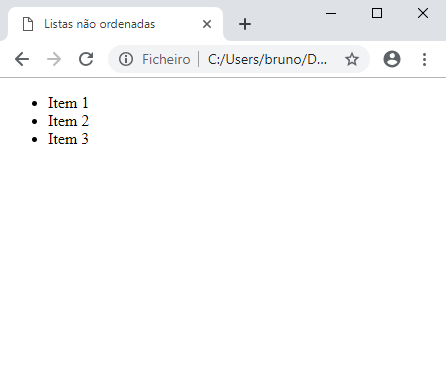 Listas não ordenadas
Ficheiro C:/Users/bruno/D...
Item 1
Item 2
Item 3